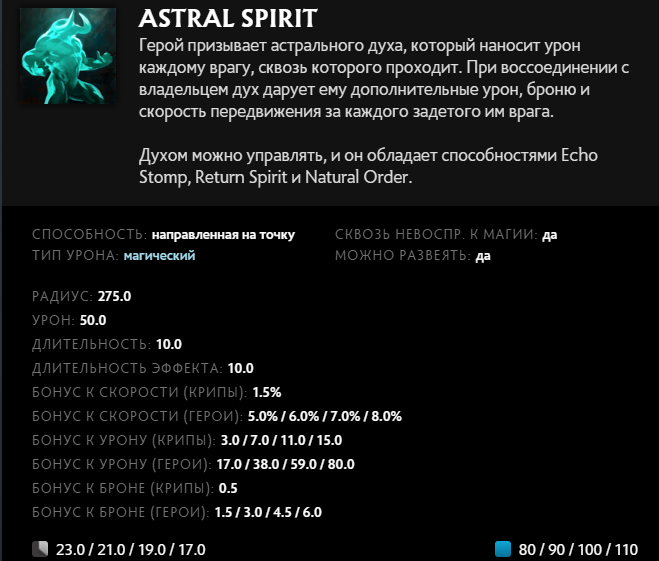 ASTRAL SPIRIT
Герой призывает астрального духа, который наносит урон
каждому врагу, сквозь которого проходит. При воссоединении с
владельцем дух дарует ему дополнительные урон, броню и
скорость передвижения за каждого задетого им врага.
Духом можно управлять, и он обладает способностями Echo
Stomp, Return Spirit и Natural Order.
СПОСОБНОСТЬ: направленная на точку
СКВОЗЬ НЕВОСПР. К МАГИИ: да
ТИП УРОНА: магический
МОЖНО РАЗВЕЯТЬ: да
РАДИУС: 275.0
УРОН: 50.0
ДЛИТЕЛЬНОСТЬ: 10.0
ДЛИТЕЛЬНОСТЬ ЭФФЕКТА: 10.0
БОНУС К СКОРОСТИ (КРИПЫ): 1.5%
БОНУС К СКОРОСТИ (ГЕРОИ): 5.0% / 6.0% / 7.0% / 8.0%
БОНУС К УРОНУ (КРИПЫ): 3.0 / 7.0 / 11.0 / 15.0
БОНУС К УРОНУ (ГЕРОИ): 17.0 / 38.0 / 59.0 / 80.0
БОНУС К БРОНЕ (КРИПЫ): 0.5
БОНУС К БРОНЕ (ГЕРОИ): 1.5 / 3.0 / 4.5 / 6.0
23.0 / 21.0 / 19.0 / 17.0
80 / 90 / 100 / 110